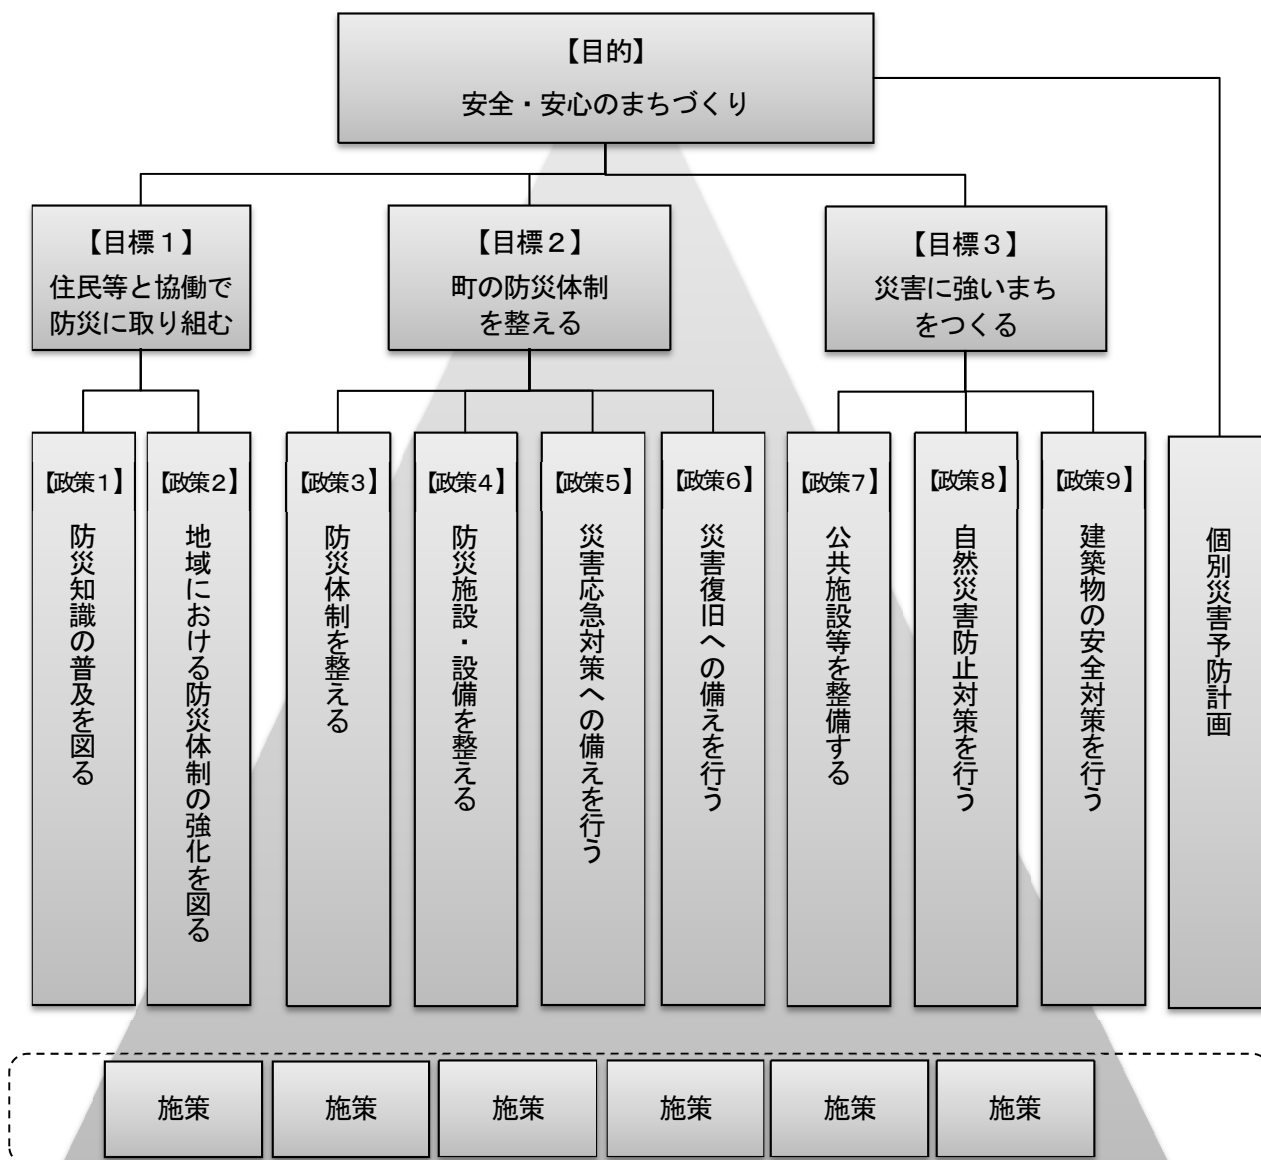 【目的】
安全・安心のまちづくり
【目標１】
住民等と協働で
防災に取り組む
【目標２】
町の防災体制
を整える
【目標３】
災害に強いまち
をつくる
【政策１】
防災知識の普及を図る
【政策２】
地域における防災体制の強化を図る
【政策３】
防災体制を整える
【政策４】
防災施設・設備を整える
【政策５】
災害応急対策への備えを行う
【政策６】
災害復旧への備えを行う
【政策７】
公共施設等を整備する
【政策８】
自然災害防止対策を行う
【政策９】
建築物の安全対策を行う
個別災害予防計画
施策
施策
施策
施策
施策
施策